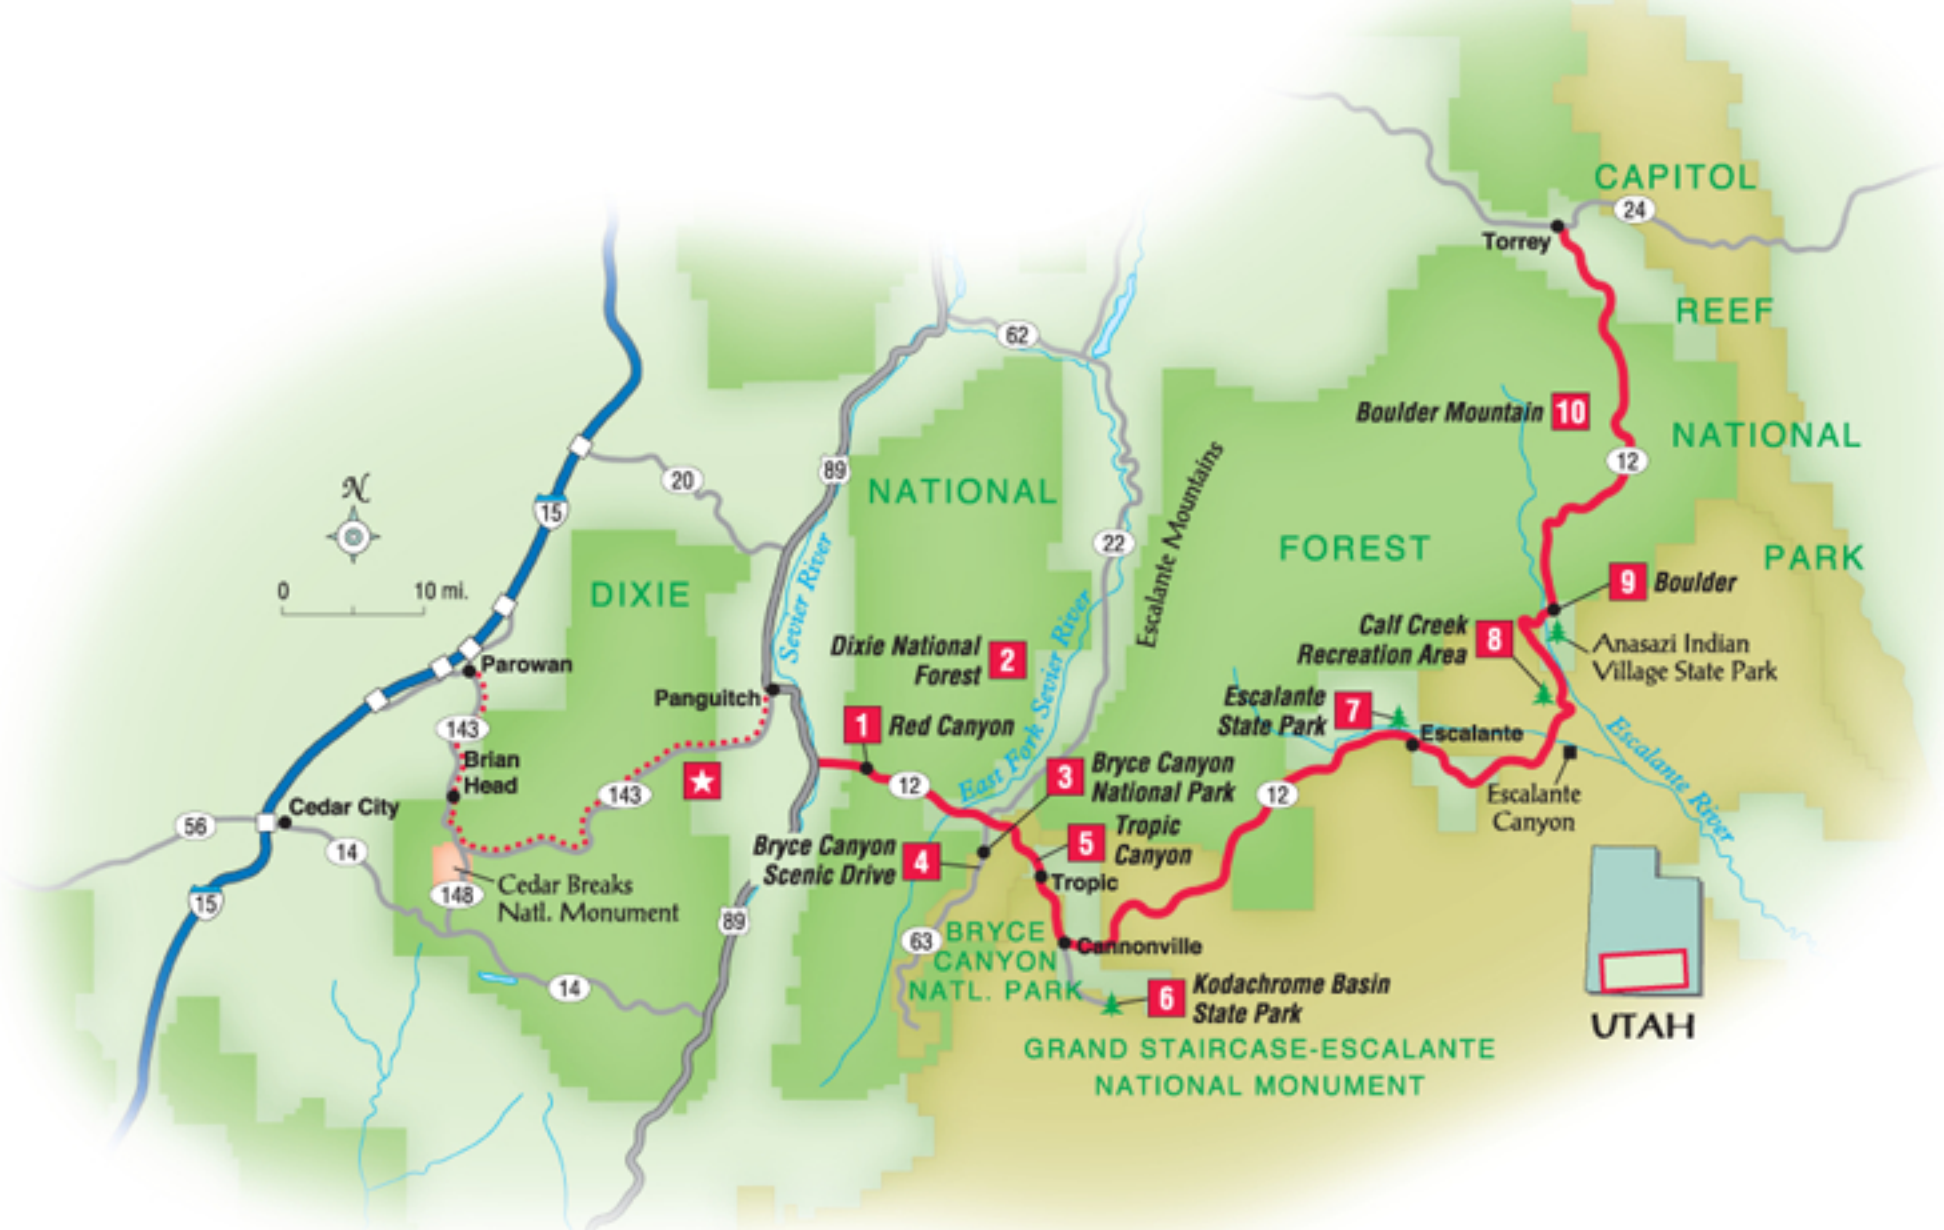 CAPITOL
24
Torrey
REEF
62
Boulder Mountain
10
NATIONAL
12
89
NATIONAL
20
N
15
22
Escalante Mountains
FOREST
PARK
Sevier River
0
10 mi.
DIXIE
9
Boulder
Calf Creek
Recreation Area
8
Anasazi Indian
Village State Park
Dixie National
Forest
2
East Fork Sevier River
Parowan
Panguitch
Escalante
State Park
7
Escalante
1
Red Canyon
143
Brian
Head
3
Bryce Canyon
National Park
Escalante River
143
12
12
Escalante
Canyon
Cedar City
56
14
5
Tropic
Canyon
Bryce Canyon
Scenic Drive
4
Tropic
148
Cedar Breaks
Natl. Monument
15
89
63
BRYCE
CANYON
NATL. PARK
Cannonville
14
6
Kodachrome Basin
State Park
UTAH
GRAND STAIRCASE-ESCALANTE
NATIONAL MONUMENT